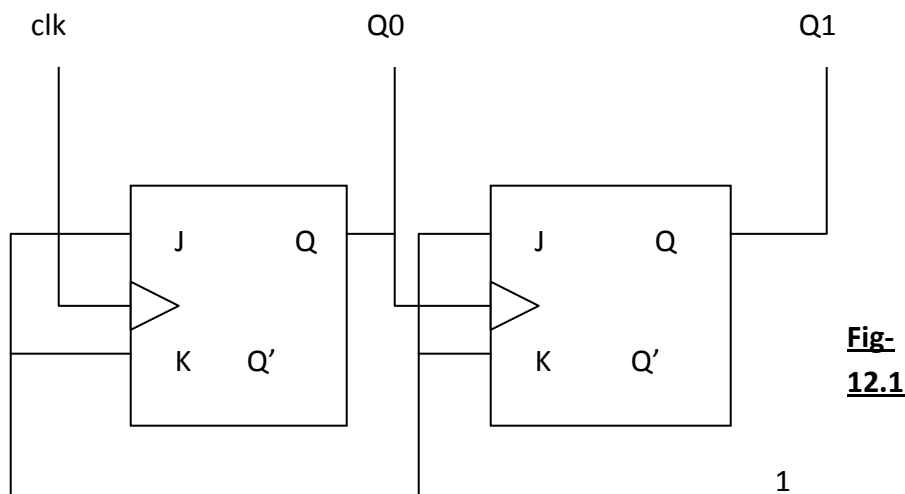 clk Q0 Q1
J Q J Q
K Q’ K Q’
Fig-
12.1
1